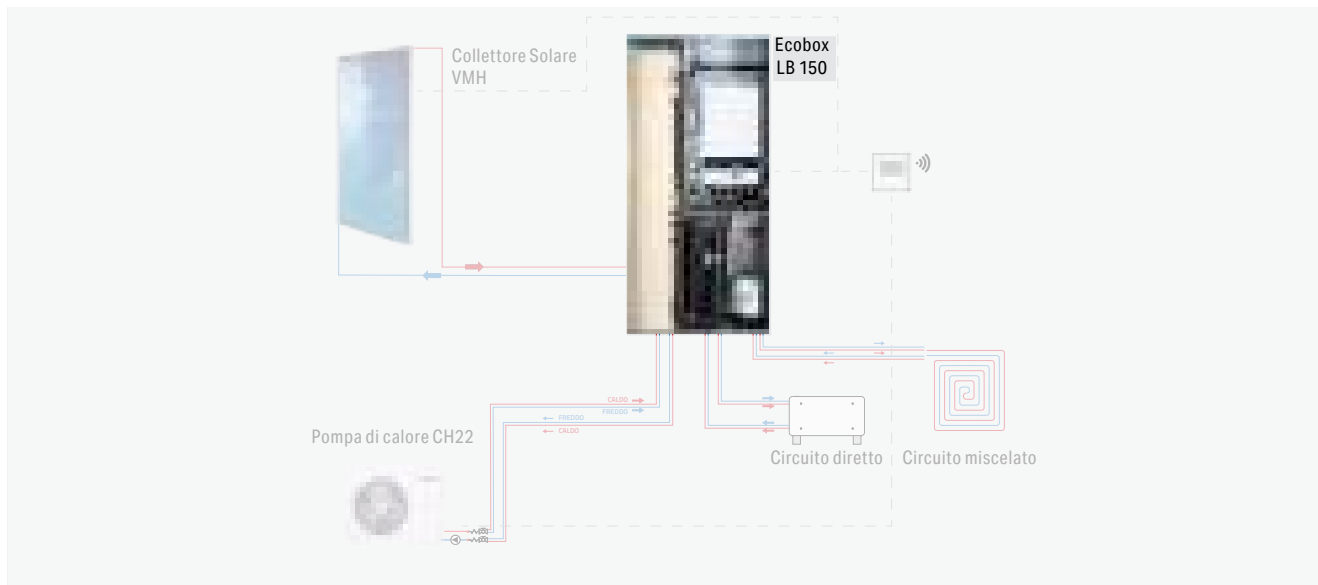 Collettore Solare
VMH
Ecobox
LB 150
CALDO
FREDDO
FREDDO
CALDO
Pompa di calore CH22
Circuito diretto
Circuito miscelato